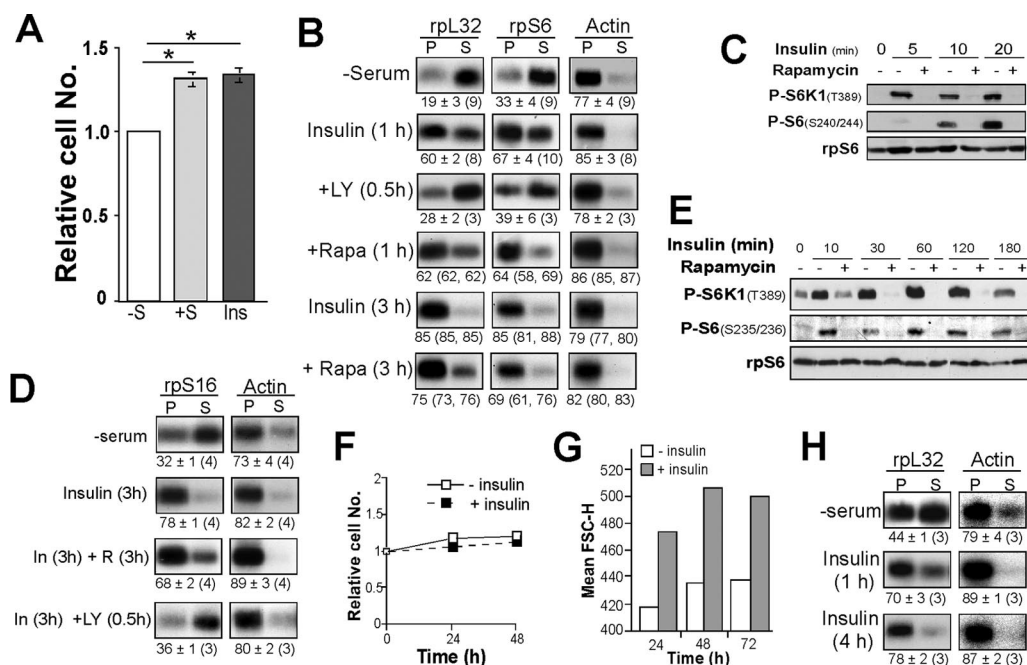 A
Relative cell No.
1.5
1.0
0.5
0
*
*
-S
+S
Ins
B
rpL32
rpS6
Actin
P S P S P S
-Serum
19 ± 3 (9)
33 ± 4 (9)
77 ± 4 (9)
Insulin (1 h)
60 ± 2 (8)
67 ± 4 (10)
85 ± 3 (8)
+LY (0.5h)
28 ± 2 (3)
39 ± 6 (3)
78 ± 2 (3)
+Rapa (1 h)
62 (62, 62)
64 (58, 69)
86 (85, 87)
Insulin (3 h)
85 (85, 85)
85 (81, 88)
79 (77, 80)
+ Rapa (3 h)
75 (73, 76)
69 (61, 76)
82 (80, 83)
C
Insulin (min) 0 5 10 20
Rapamycin - - + - + - +
P-S6K1(T389)
P-S6(S240/244)
rpS6
D
rpS16
Actin
P S P S
-serum
32 ± 1 (4)
73 ± 4 (4)
Insulin (3h)
78 ± 1 (4)
82 ± 2 (4)
In (3h) + R (3h)
68 ± 2 (4)
89 ± 3 (4)
In (3h) +LY (0.5h)
36 ± 1 (3)
80 ± 2 (3)
E
Insulin (min) 0 10 30 60 120 180
Rapamycin - - + - + - + - + - +
P-S6K1(T389)
P-S6(S235/236)
rpS6
F
- insulin
+ insulin
Relative cell No.
2
1
0
0 24 48
Time (h)
G
- insulin
+ insulin
Mean FSC-H
520
500
480
460
440
420
400
24 48 72
Time (h)
H
rpL32
Actin
P S P S
-serum
44 ± 1 (3)
79 ± 4 (3)
Insulin
(1 h)
70 ± 3 (3)
89 ± 1 (3)
Insulin
(4 h)
78 ± 2 (3)
87 ± 2 (3)